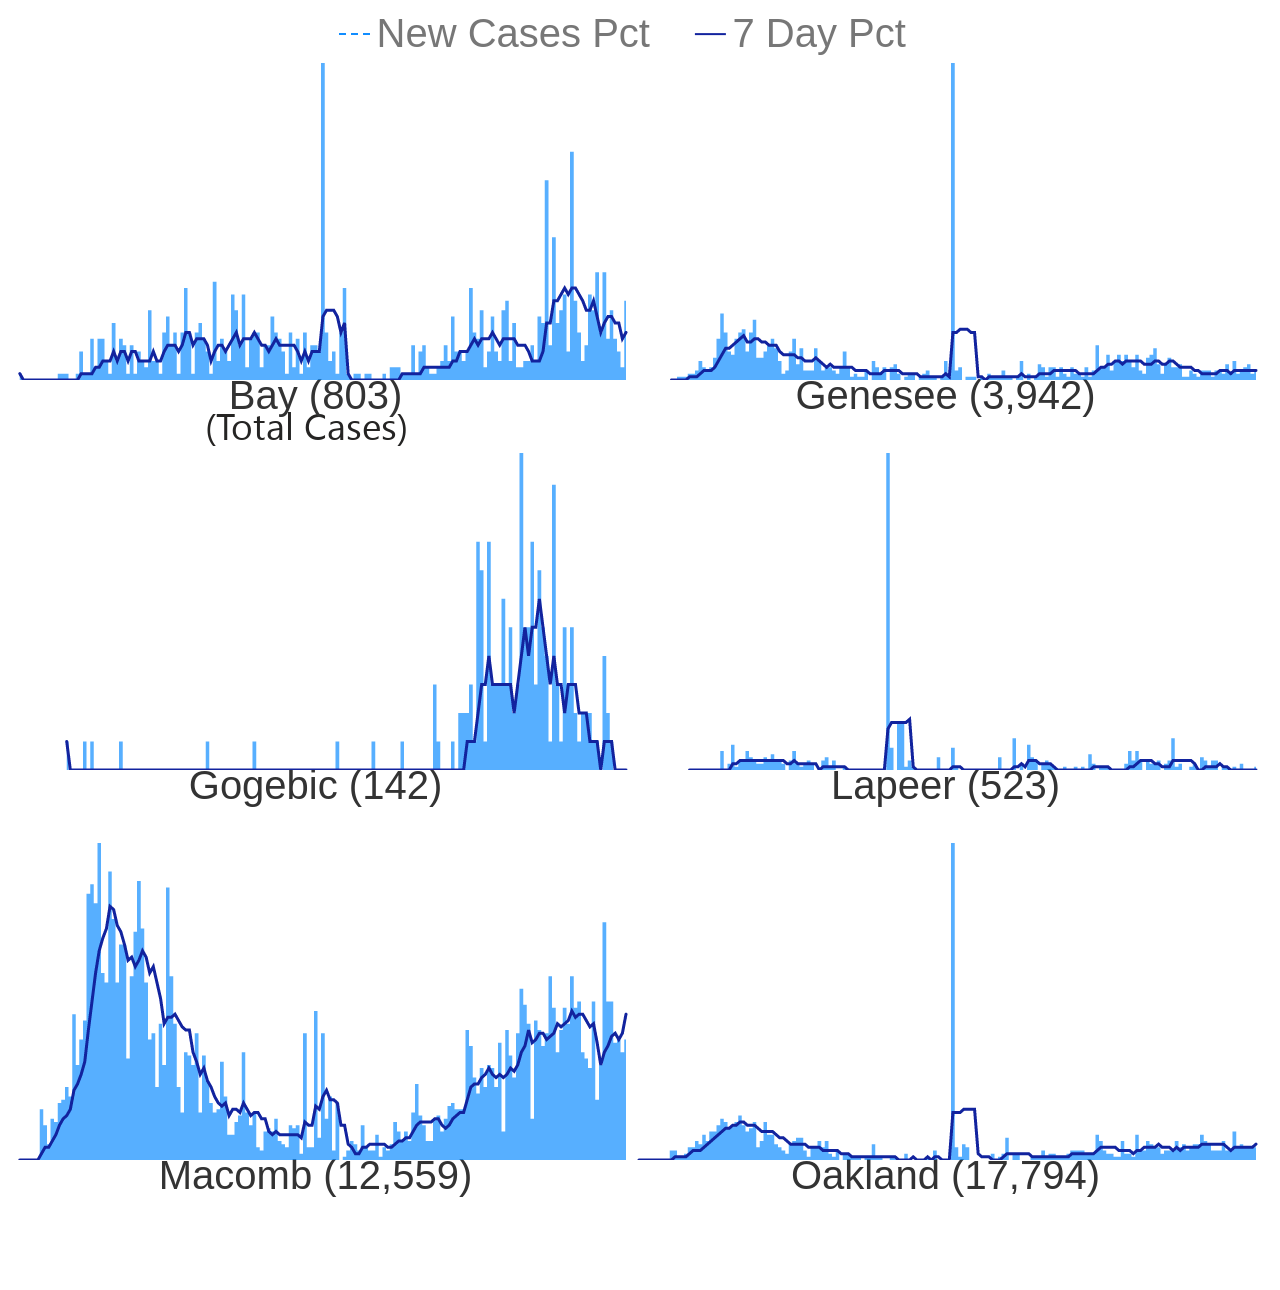 New Cases Pct 7 Day Pct
Bay (803) Genesee (3,942)
(Total Cases)
Gogebic (142) Lapeer (523)
Macomb (12,559) Oakland (17,794)